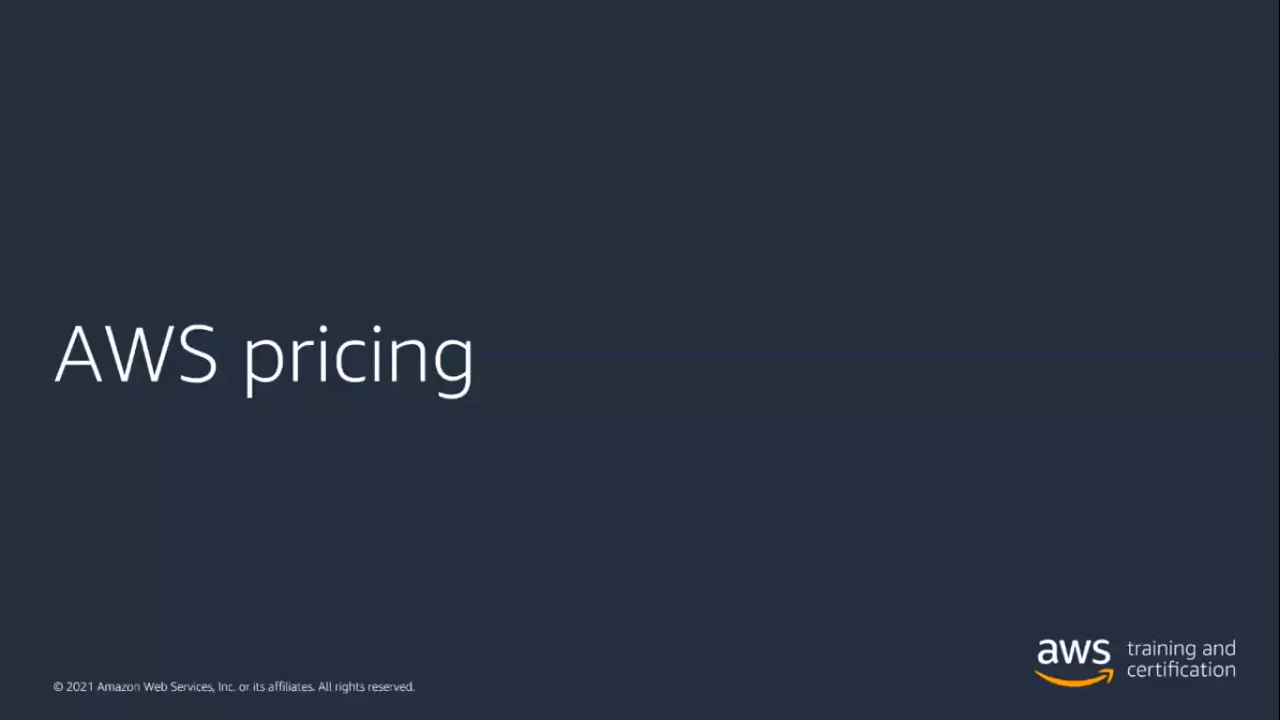 AWS pricing
aws training and
certification
© 2021 Amazon Web Services, Inc. or its affiliates. All rights reserved.